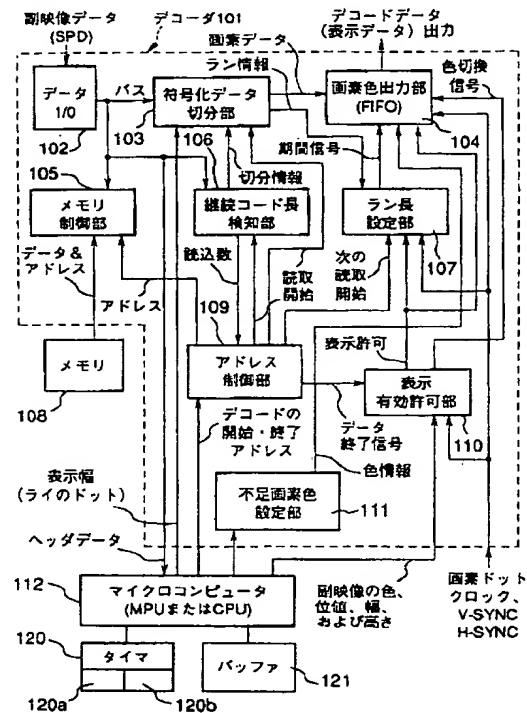 副映像データ
(SPD)
デコーダ101
画素データ
デコードデータ
(表示データ) 出力
ラン情報
色切換
信号
データ
1/0
バス
符号化データ
切分部
画素色出力部
(FIFO)
102
103
104
105
106
切分情報
期間信号
メモリ
制御部
継続コード長
検知部
ラン長
設定部
107
データ&
アドレス
アドレス
読込数
読取
開始
次の
読取
開始
109
メモリ
108
アドレス
制御部
表示許可
表示
有効許可部
110
デコードの
開始・終了
アドレス
データ
終了信号
色情報
表示幅
(ライのドット)
不足画素色
設定部
111
ヘッダデータ
112
マイクロコンピュータ
(MPUまたはCPU)
副映像の色、
位値、幅、
および高さ
画素ドット
クロック、
V-SYNC
H-SYNC
120
タイマ
バッファ
121
120a
120b